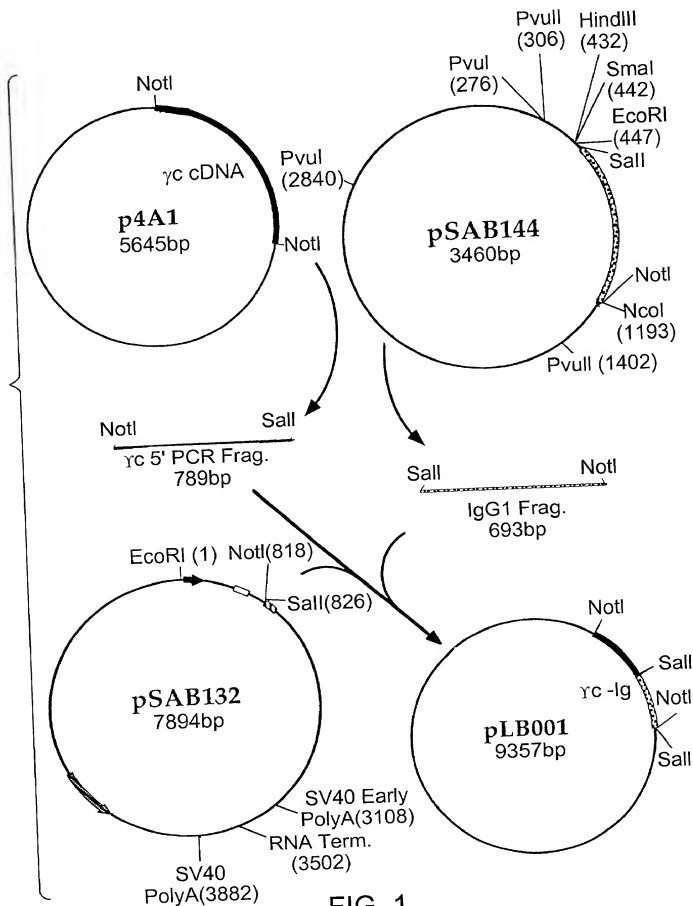 NotI
γc cDNA
p4A1
5645bp
NotI
PvuII
(306)
HindIII
(432)
PvuI
(276)
SmaI
(442)
EcoRI
(447)
SalI
PvuI
(2840)
pSAB144
3460bp
NotI
NcoI
(1193)
PvuII (1402)
NotI
SalI
γc 5' PCR Frag.
789bp
SalI
NotI
IgG1 Frag.
693bp
EcoRI (1)
NotI(818)
SalI(826)
pSAB132
7894bp
SV40 Early
PolyA(3108)
RNA Term.
(3502)
SV40
PolyA(3882)
NotI
SalI
γc -Ig
NotI
pLB001
9357bp
SalI
FIG. 1